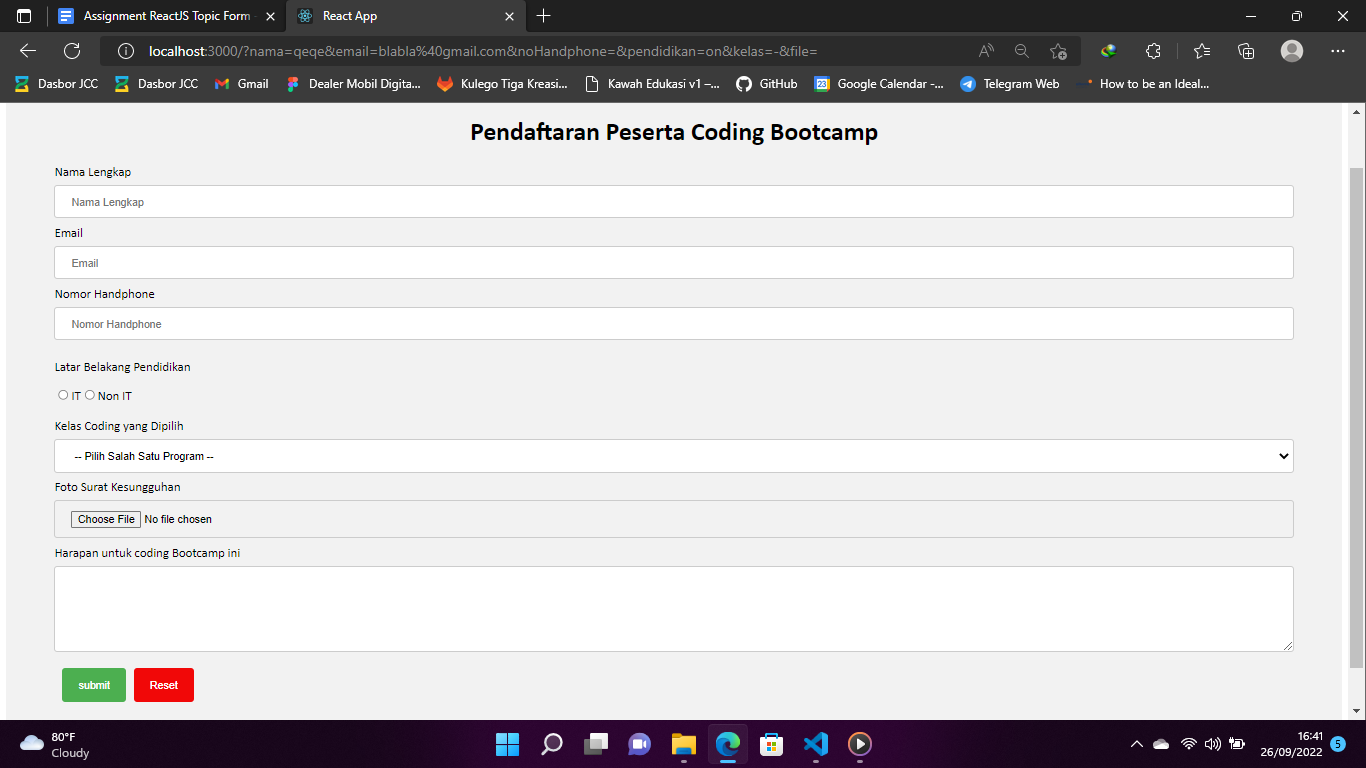 Assignment ReactJS Topic Form -
React App
localhost:3000/?nama=qeqe&email=blabla%40gmail.com&noHandphone=&pendidikan=on&kelas=-&file=
Dasbor JCC
Dasbor JCC
Gmail
Dealer Mobil Digita...
Kulego Tiga Kreasi...
Kawah Edukasi v1 –...
GitHub
23
Google Calendar -...
Telegram Web
How to be an Ideal...
Pendaftaran Peserta Coding Bootcamp
Nama Lengkap
Nama Lengkap
Email
Email
Nomor Handphone
Nomor Handphone
Latar Belakang Pendidikan
IT Non IT
Kelas Coding yang Dipilih
-- Pilih Salah Satu Program --
Foto Surat Kesungguhan
Choose File No file chosen
Harapan untuk coding Bootcamp ini
submit Reset
80°F
Cloudy
16:41
26/09/2022
5